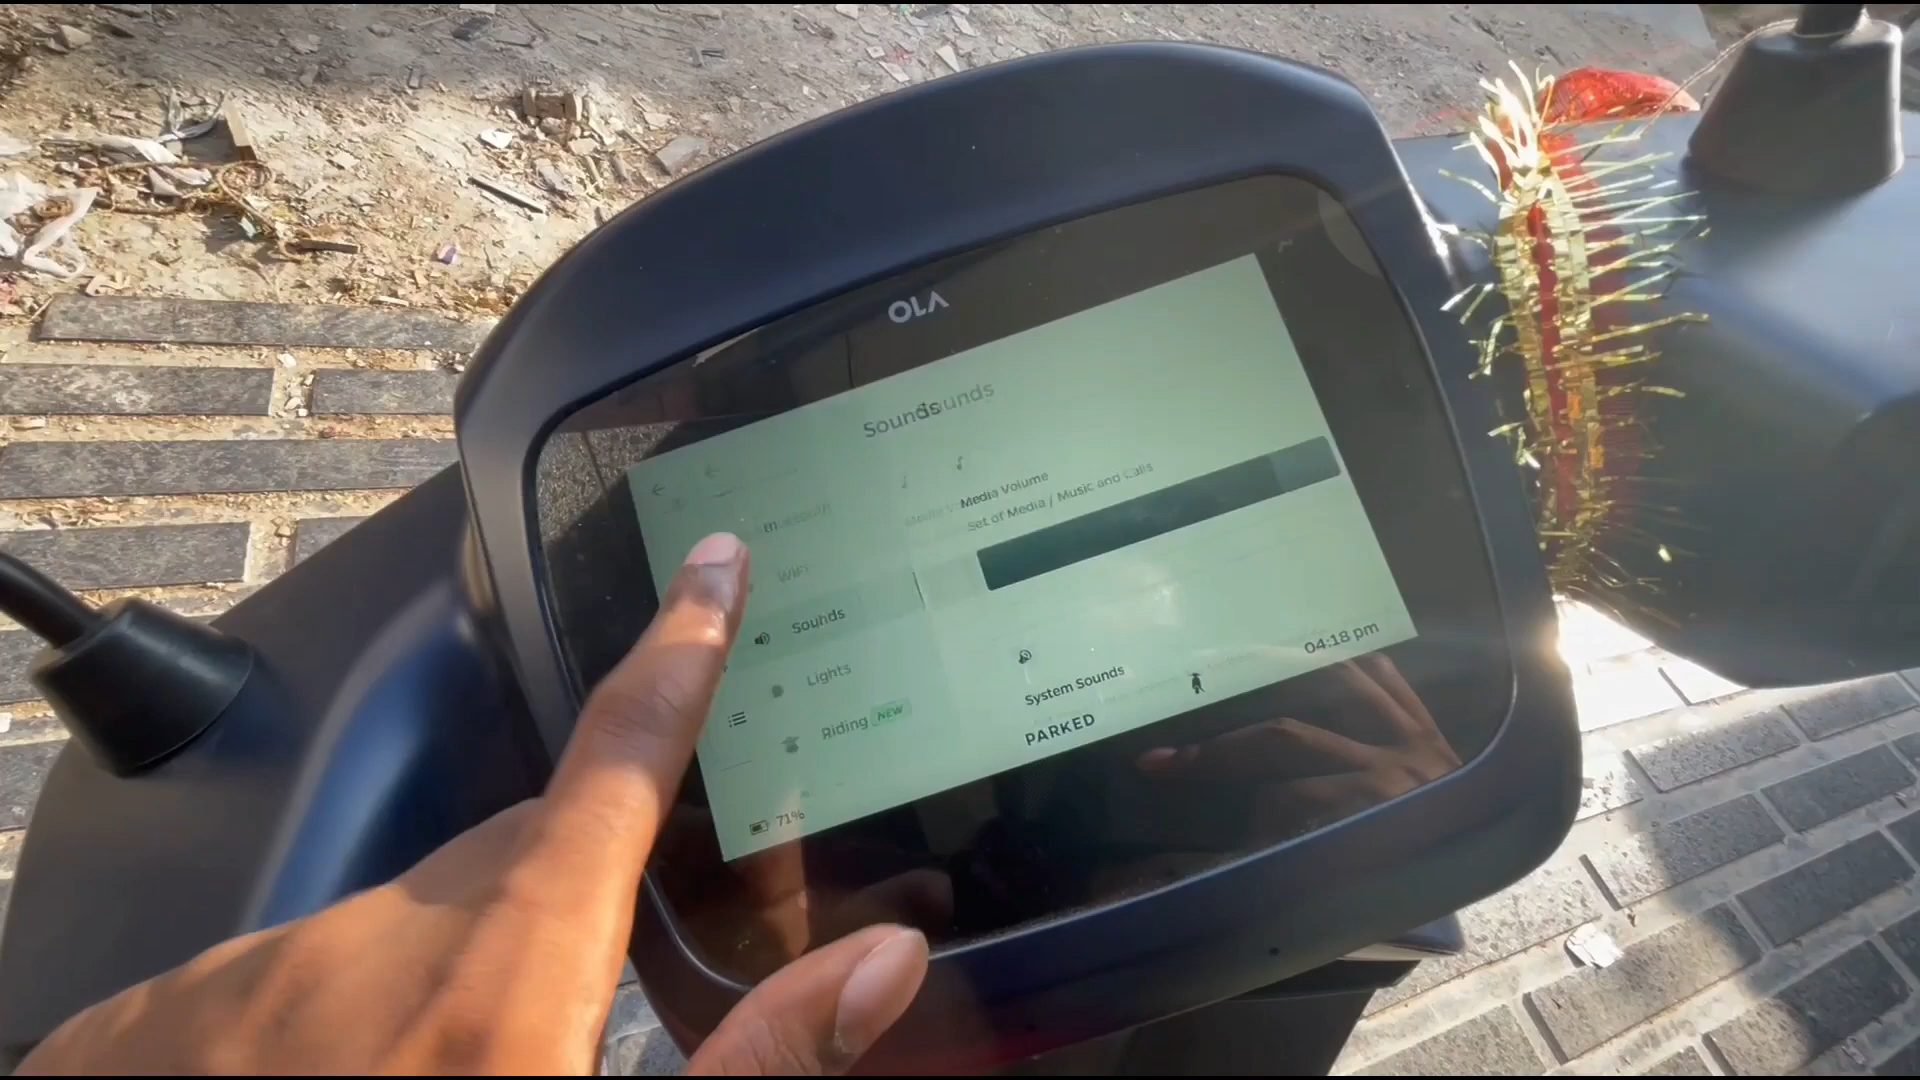 OLA
Sounds
Media Volume
Set of Media / Music and Calls
WiFi
Sounds
Lights
Riding NEW
System Sounds
04:18 pm
PARKED
71%